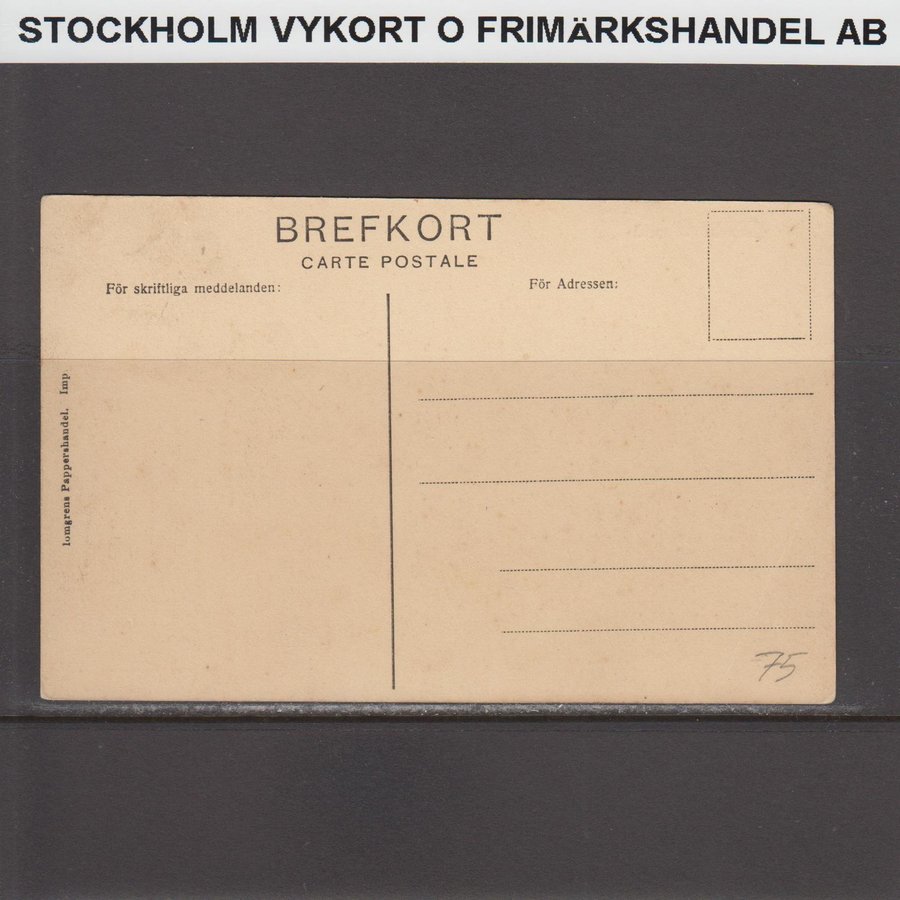 STOCKHOLM VYKORT O FRIMÄRKSHANDEL AB
BREFKORT
CARTE POSTALE
För skriftliga meddelanden:
För Adressen:
lomgrens Pappershandel. Imp
75